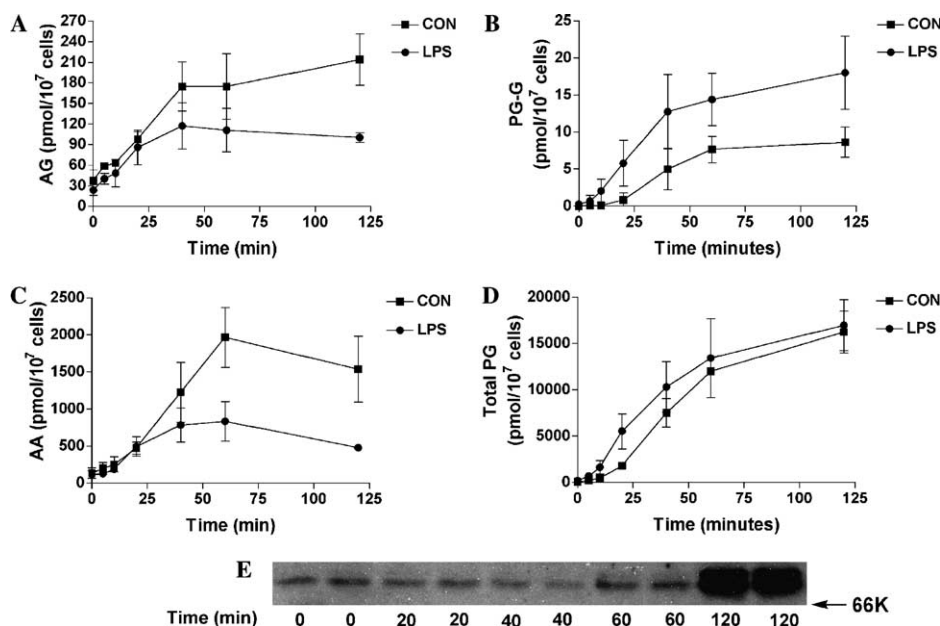 A
AG (pmol/10⁷ cells)
270
240
210
180
150
120
90
60
30
0
0 25 50 75 100 125
Time (min)
CON
LPS
B
PG-G
(pmol/10⁷ cells)
25
20
15
10
5
0
0 25 50 75 100 125
Time (minutes)
CON
LPS
C
AA (pmol/10⁷ cells)
2500
2000
1500
1000
500
0
0 25 50 75 100 125
Time (min)
CON
LPS
D
Total PG
(pmol/10⁷ cells)
20000
15000
10000
5000
0
0 25 50 75 100 125
Time (minutes)
CON
LPS
E
66K
Time (min) 0 0 20 20 40 40 60 60 120 120